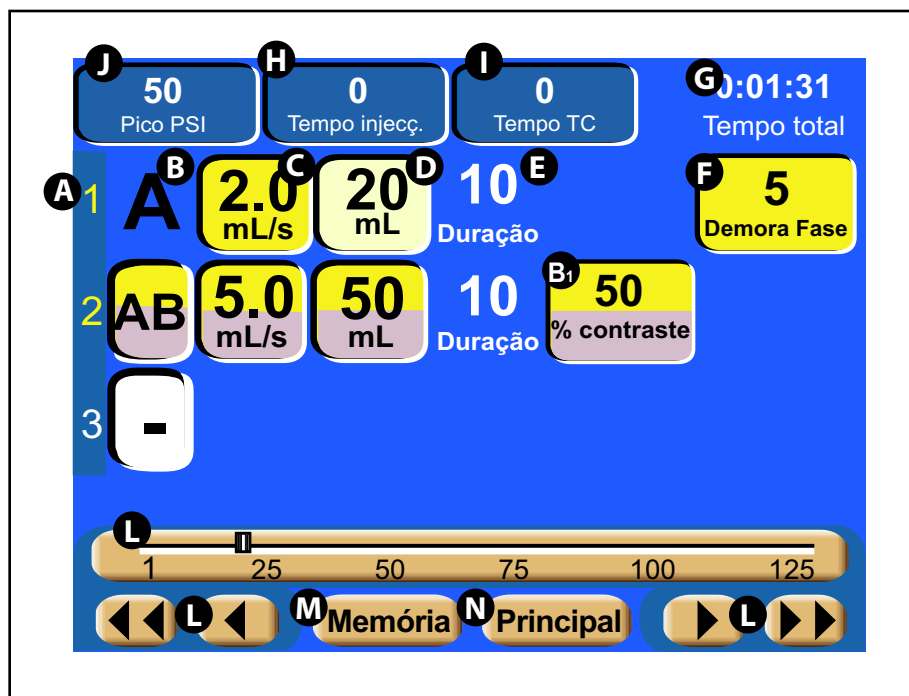 J H I G
50 0 0 0:01:31
Pico PSI Tempo injecç. Tempo TC Tempo total
A 1 A B 2.0 C 20 D 10 E F 5
mL/s mL Duração Demora Fase
B1
2 AB 5.0 50 10 50
mL/s mL Duração % contraste
3 -
L
1 25 50 75 100 125
L M Memória N Principal L